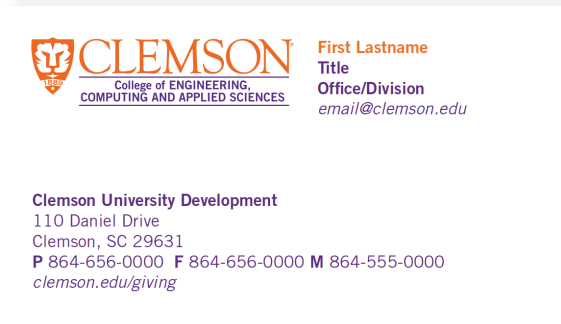 1889
CLEMSON®
College of ENGINEERING,
COMPUTING AND APPLIED SCIENCES
First Lastname
Title
Office/Division
email@clemson.edu
Clemson University Development
110 Daniel Drive
Clemson, SC 29631
P 864-656-0000 F 864-656-0000 M 864-555-0000
clemson.edu/giving